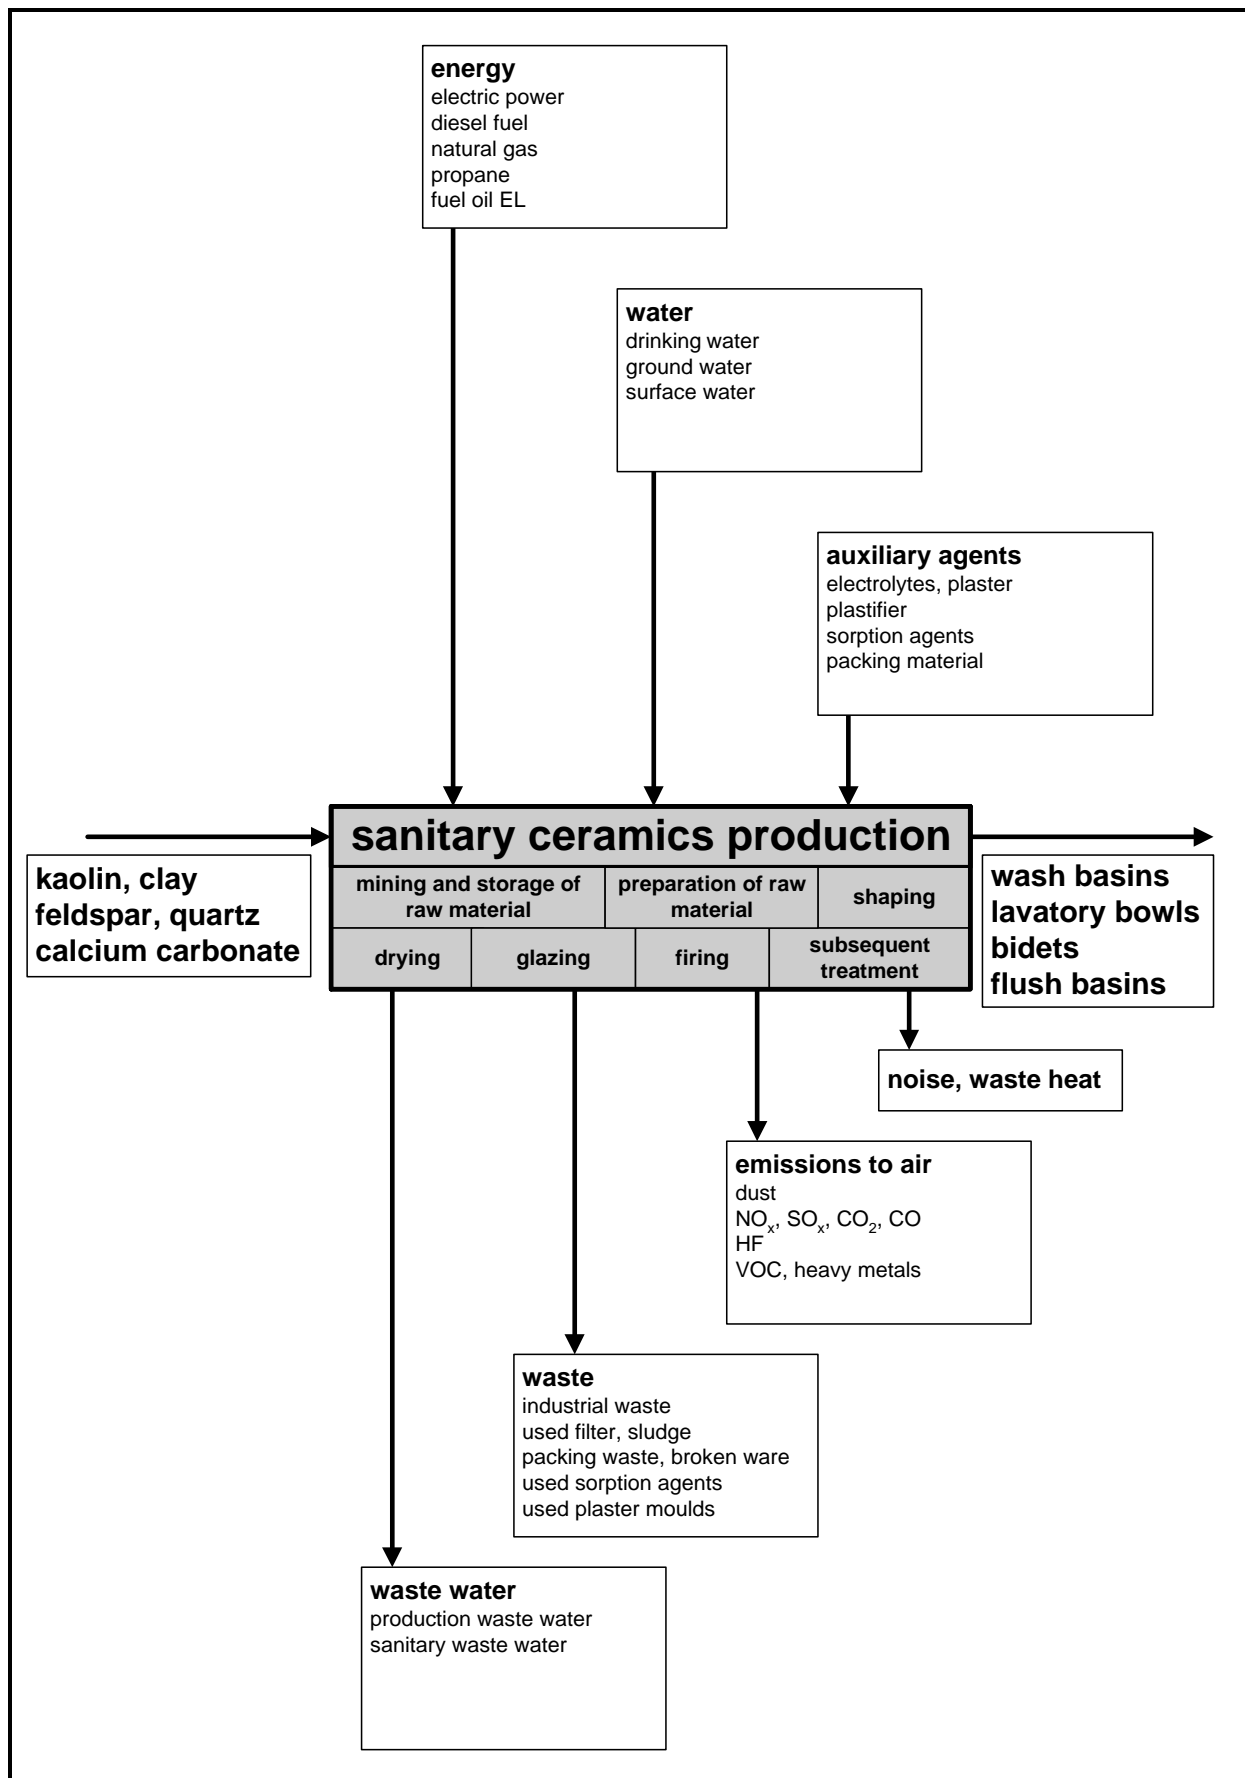 energy
electric power
diesel fuel
natural gas
propane
fuel oil EL
water
drinking water
ground water
surface water
auxiliary agents
electrolytes, plaster
plastifier
sorption agents
packing material
sanitary ceramics production
mining and storage of
raw material
preparation of raw
material
shaping
drying
glazing
firing
subsequent
treatment
kaolin, clay
feldspar, quartz
calcium carbonate
wash basins
lavatory bowls
bidets
flush basins
noise, waste heat
emissions to air
dust
NOx, SOx, CO2, CO
HF
VOC, heavy metals
waste
industrial waste
used filter, sludge
packing waste, broken ware
used sorption agents
used plaster moulds
waste water
production waste water
sanitary waste water